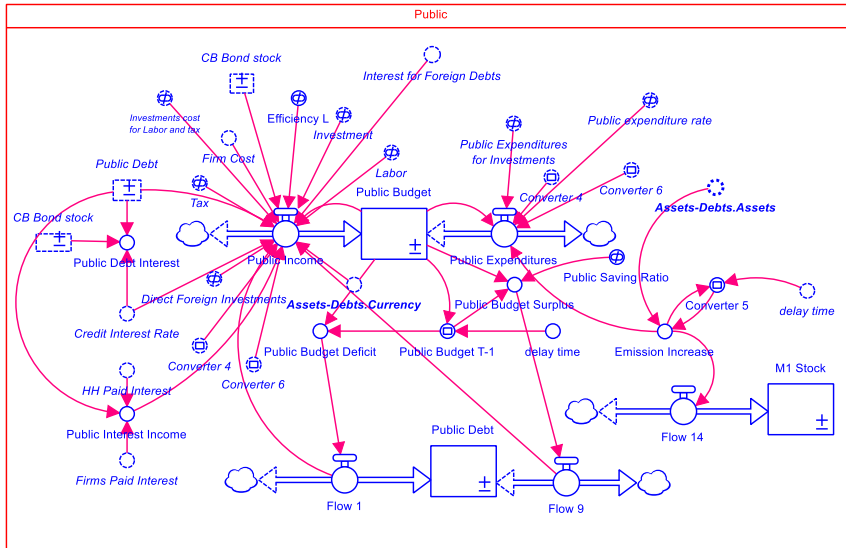 Public
CB Bond stock
Interest for Foreign Debts
Investments cost
for Labor and tax
Efficiency L
Investment
Public expenditure rate
Firm Cost
Public Expenditures
for Investments
Public Debt
Labor
Converter 4
Converter 6
Tax
Public Budget
Assets-Debts.Assets
CB Bond stock
Public Debt Interest
Public Income
Public Expenditures
Public Saving Ratio
Direct Foreign Investments
Assets-Debts.Currency
Public Budget Surplus
Converter 5
delay time
Credit Interest Rate
Public Budget Deficit
Public Budget T-1
delay time
Emission Increase
Converter 4
Converter 6
M1 Stock
HH Paid Interest
Public Interest Income
Public Debt
Flow 14
Firms Paid Interest
Flow 1
Flow 9